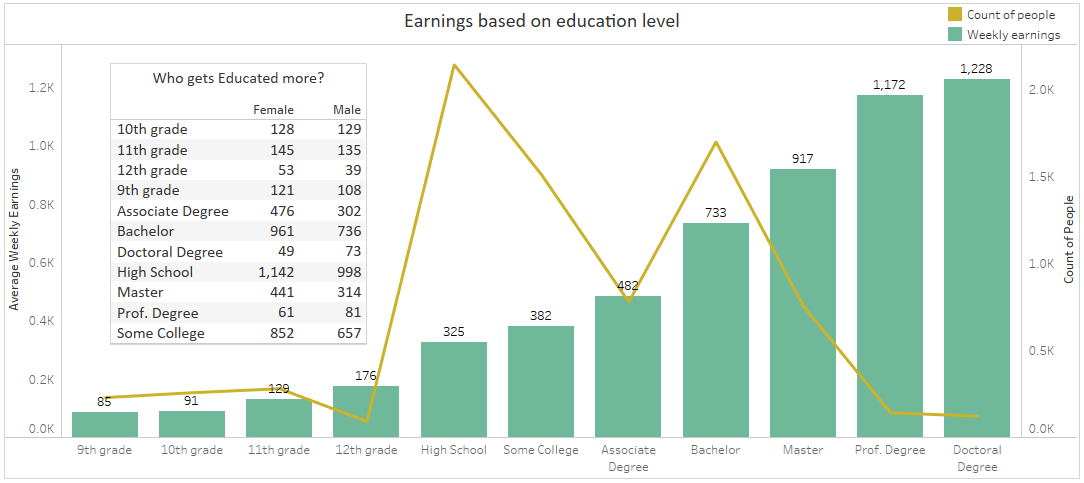 Earnings based on education level
Count of people
Weekly earnings
Who gets Educated more?
Female Male
10th grade 128 129
11th grade 145 135
12th grade 53 39
9th grade 121 108
Associate Degree 476 302
Bachelor 961 736
Doctoral Degree 49 73
High School 1,142 998
Master 441 314
Prof. Degree 61 81
Some College 852 657
Average Weekly Earnings
1.2K
1.0K
0.8K
0.6K
0.4K
0.2K
0.0K
85 91 129 176 325 382 482 733 917 1,172 1,228
2.0K
1.5K
1.0K
0.5K
0.0K
Count of People
9th grade 10th grade 11th grade 12th grade High School Some College Associate Bachelor Master Prof. Degree Doctoral
Degree Degree